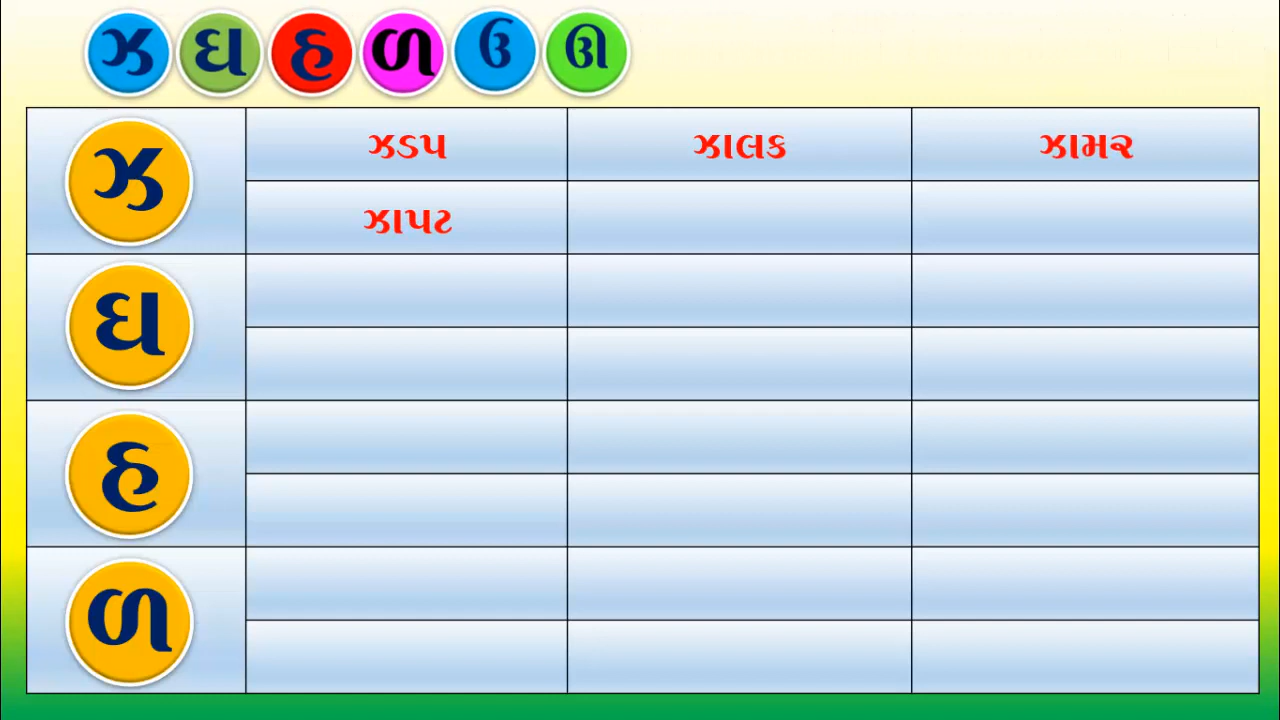 ઝ ઘ હ ળ ઉ ઊ
ઝ ઝડપ ઝાલક ઝામર
ઝાપટ
ઘ
હ
ળ